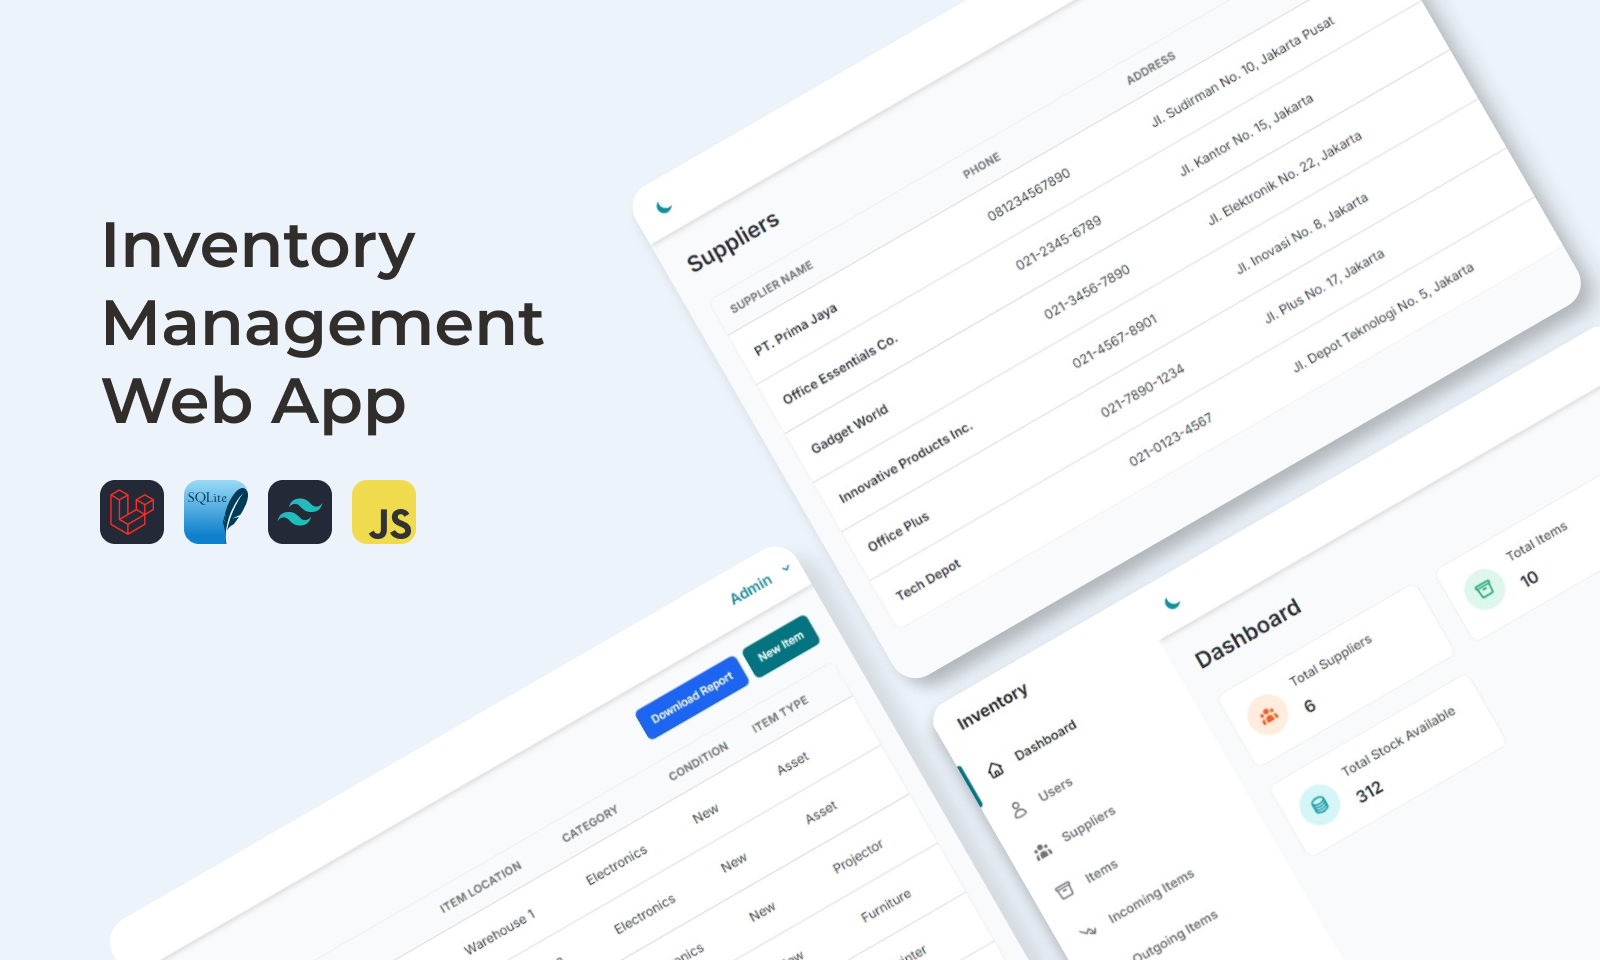 Inventory
Management
Web App
SQLite
JS
Suppliers
SUPPLIER NAME PHONE ADDRESS
PT. Prima Jaya 081234567890 Jl. Sudirman No. 10, Jakarta Pusat
Office Essentials Co. 021-2345-6789 Jl. Kantor No. 15, Jakarta
Gadget World 021-3456-7890 Jl. Elektronik No. 22, Jakarta
Innovative Products Inc. 021-4567-8901 Jl. Inovasi No. 8, Jakarta
Office Plus 021-7890-1234 Jl. Plus No. 17, Jakarta
Tech Depot 021-0123-4567 Jl. Depot Teknologi No. 5, Jakarta
Admin
Download Report New Item
ITEM LOCATION CATEGORY CONDITION ITEM TYPE
Warehouse 1 Electronics New Asset
Electronics New Asset
New Projector
Furniture
Inventory
Dashboard
Users
Suppliers
Items
Incoming Items
Outgoing Items
Dashboard
Total Suppliers
6
Total Items
10
Total Stock Available
312